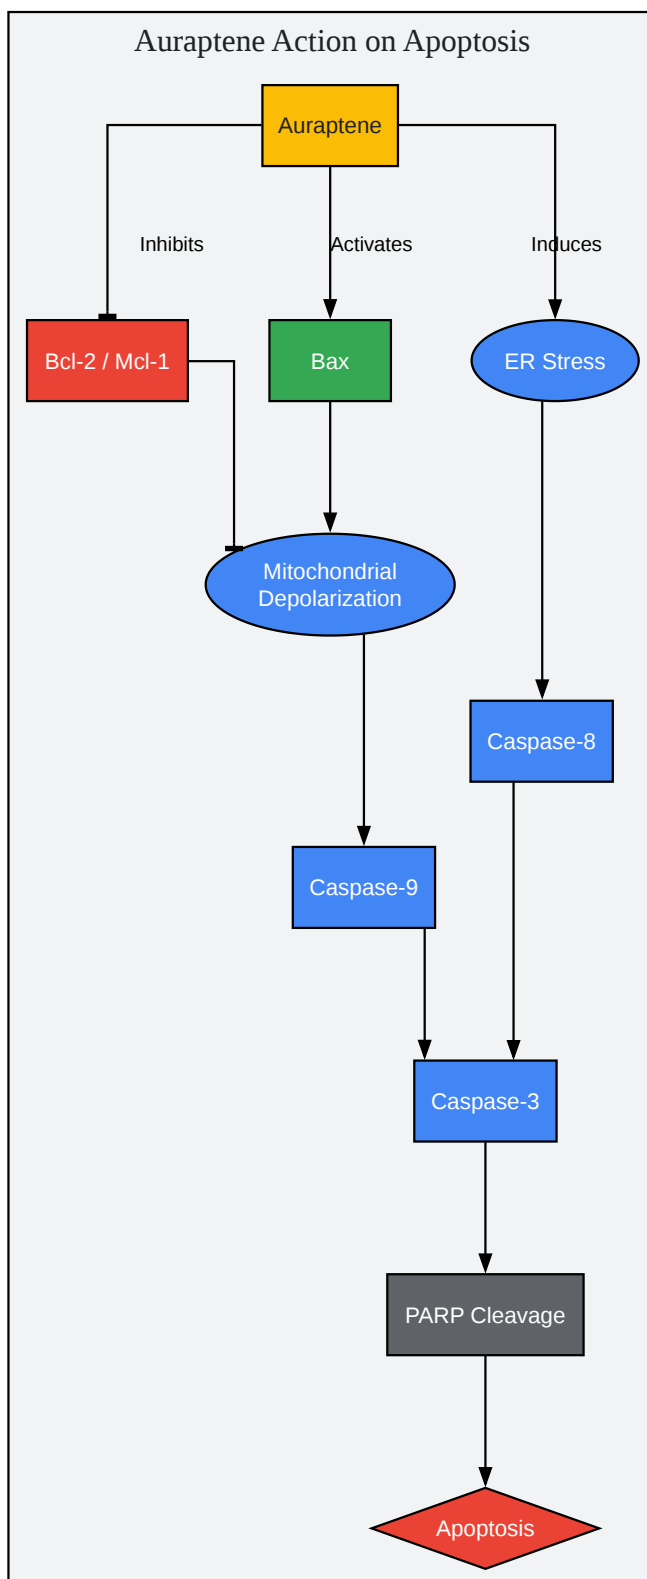 Auraptene Action on Apoptosis
Auraptene
Inhibits
Activates
Induces
Bcl-2 / Mcl-1
Bax
ER Stress
Mitochondrial
Depolarization
Caspase-8
Caspase-9
Caspase-3
PARP Cleavage
Apoptosis